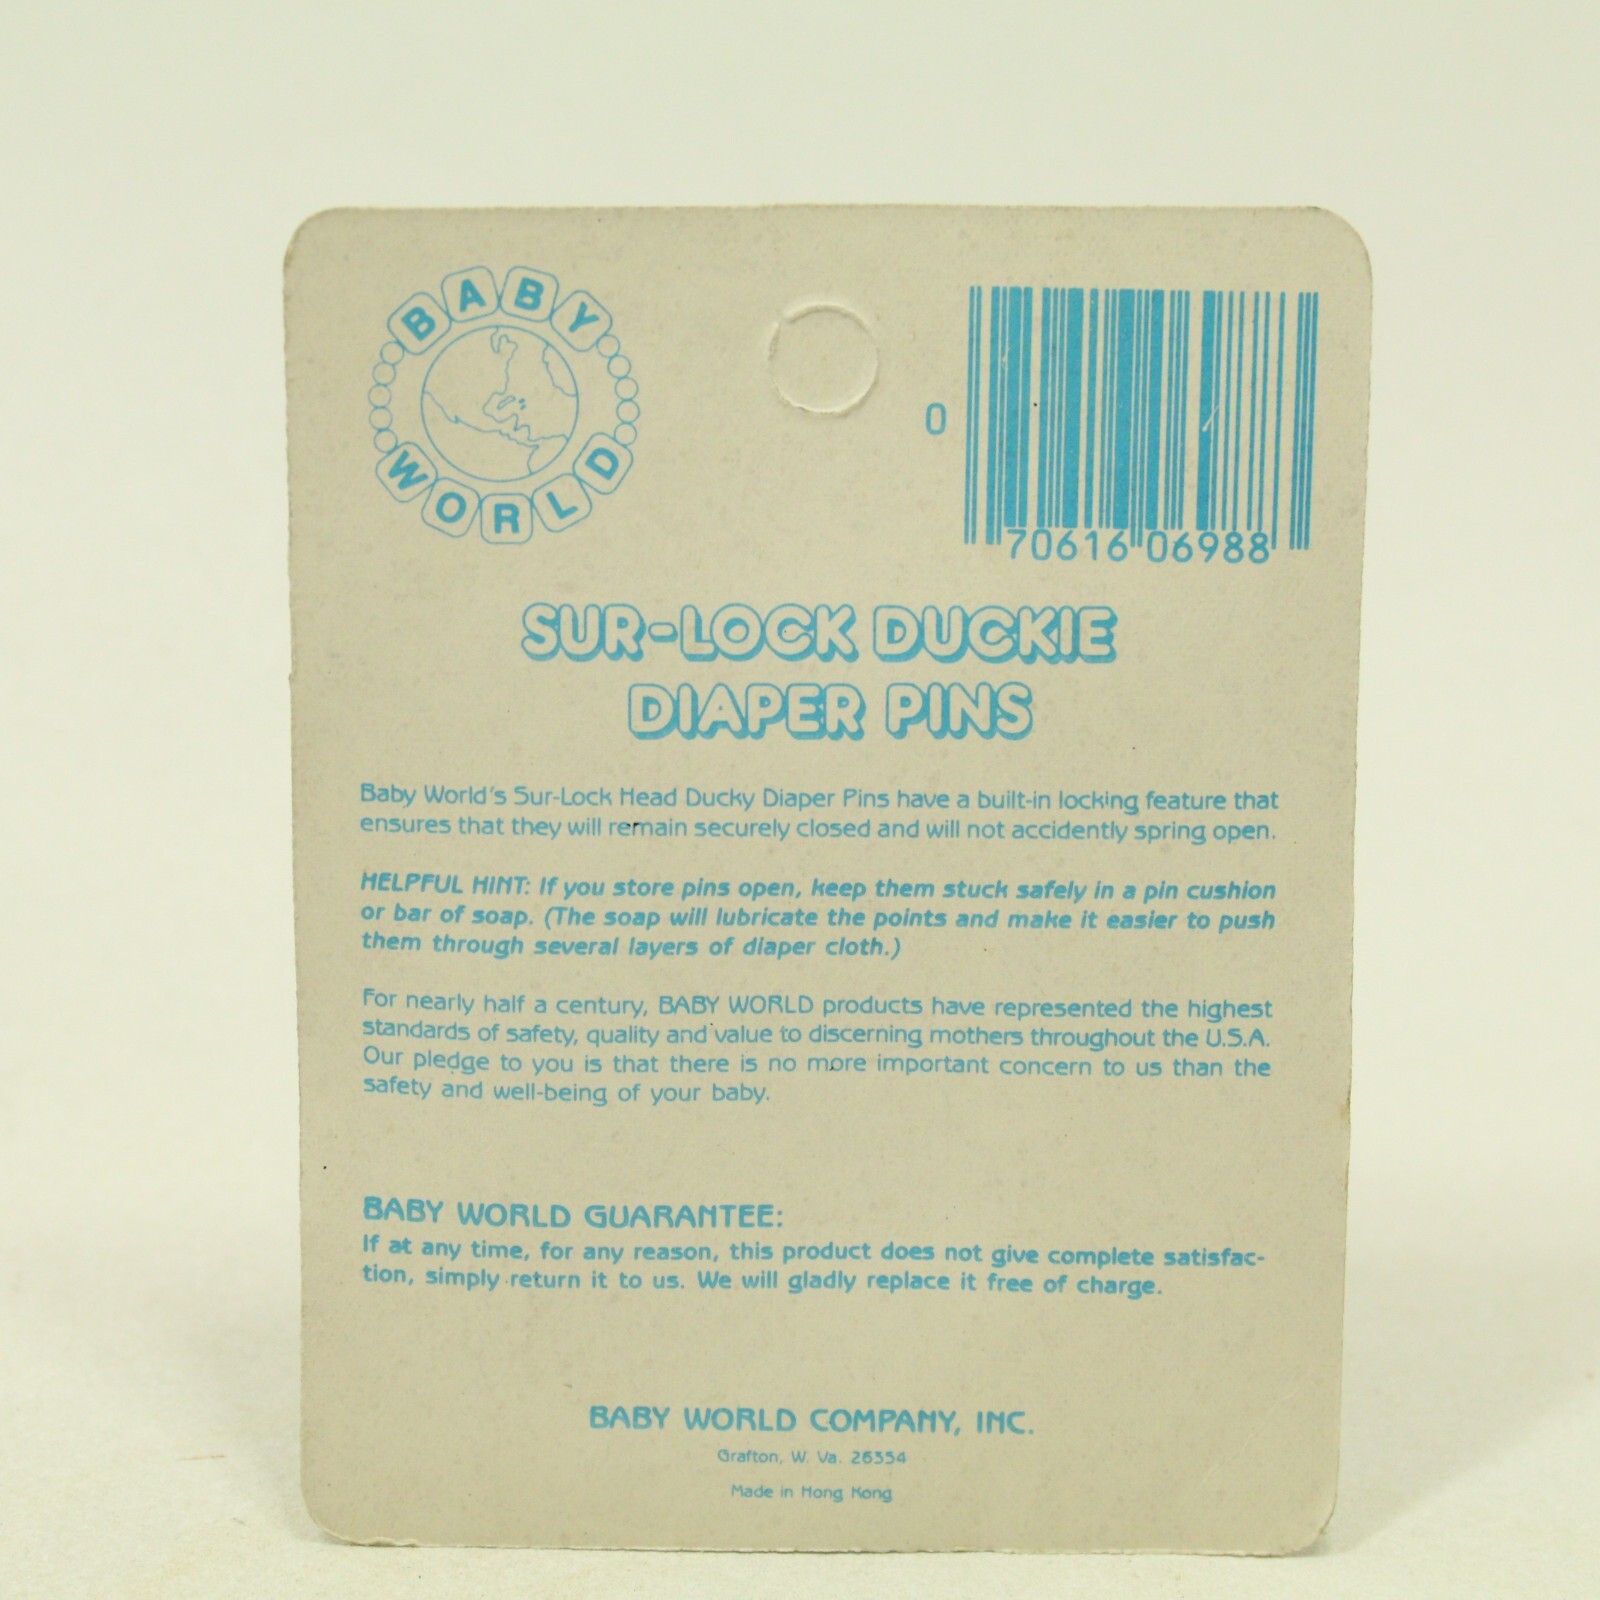 BABY
WORLD
0
70616 06988
SUR-LOCK DUCKIE
DIAPER PINS
Baby World's Sur-Lock Head Ducky Diaper Pins have a built-in locking feature that
ensures that they will remain securely closed and will not accidently spring open.
HELPFUL HINT: If you store pins open, keep them stuck safely in a pin cushion
or bar of soap. (The soap will lubricate the points and make it easier to push
them through several layers of diaper cloth.)
For nearly half a century, BABY WORLD products have represented the highest
standards of safety, quality and value to discerning mothers throughout the U.S.A.
Our pledge to you is that there is no more important concern to us than the
safety and well-being of your baby.
BABY WORLD GUARANTEE:
If at any time, for any reason, this product does not give complete satisfac-
tion, simply return it to us. We will gladly replace it free of charge.
BABY WORLD COMPANY, INC.
Grafton, W. Va. 26354
Made in Hong Kong